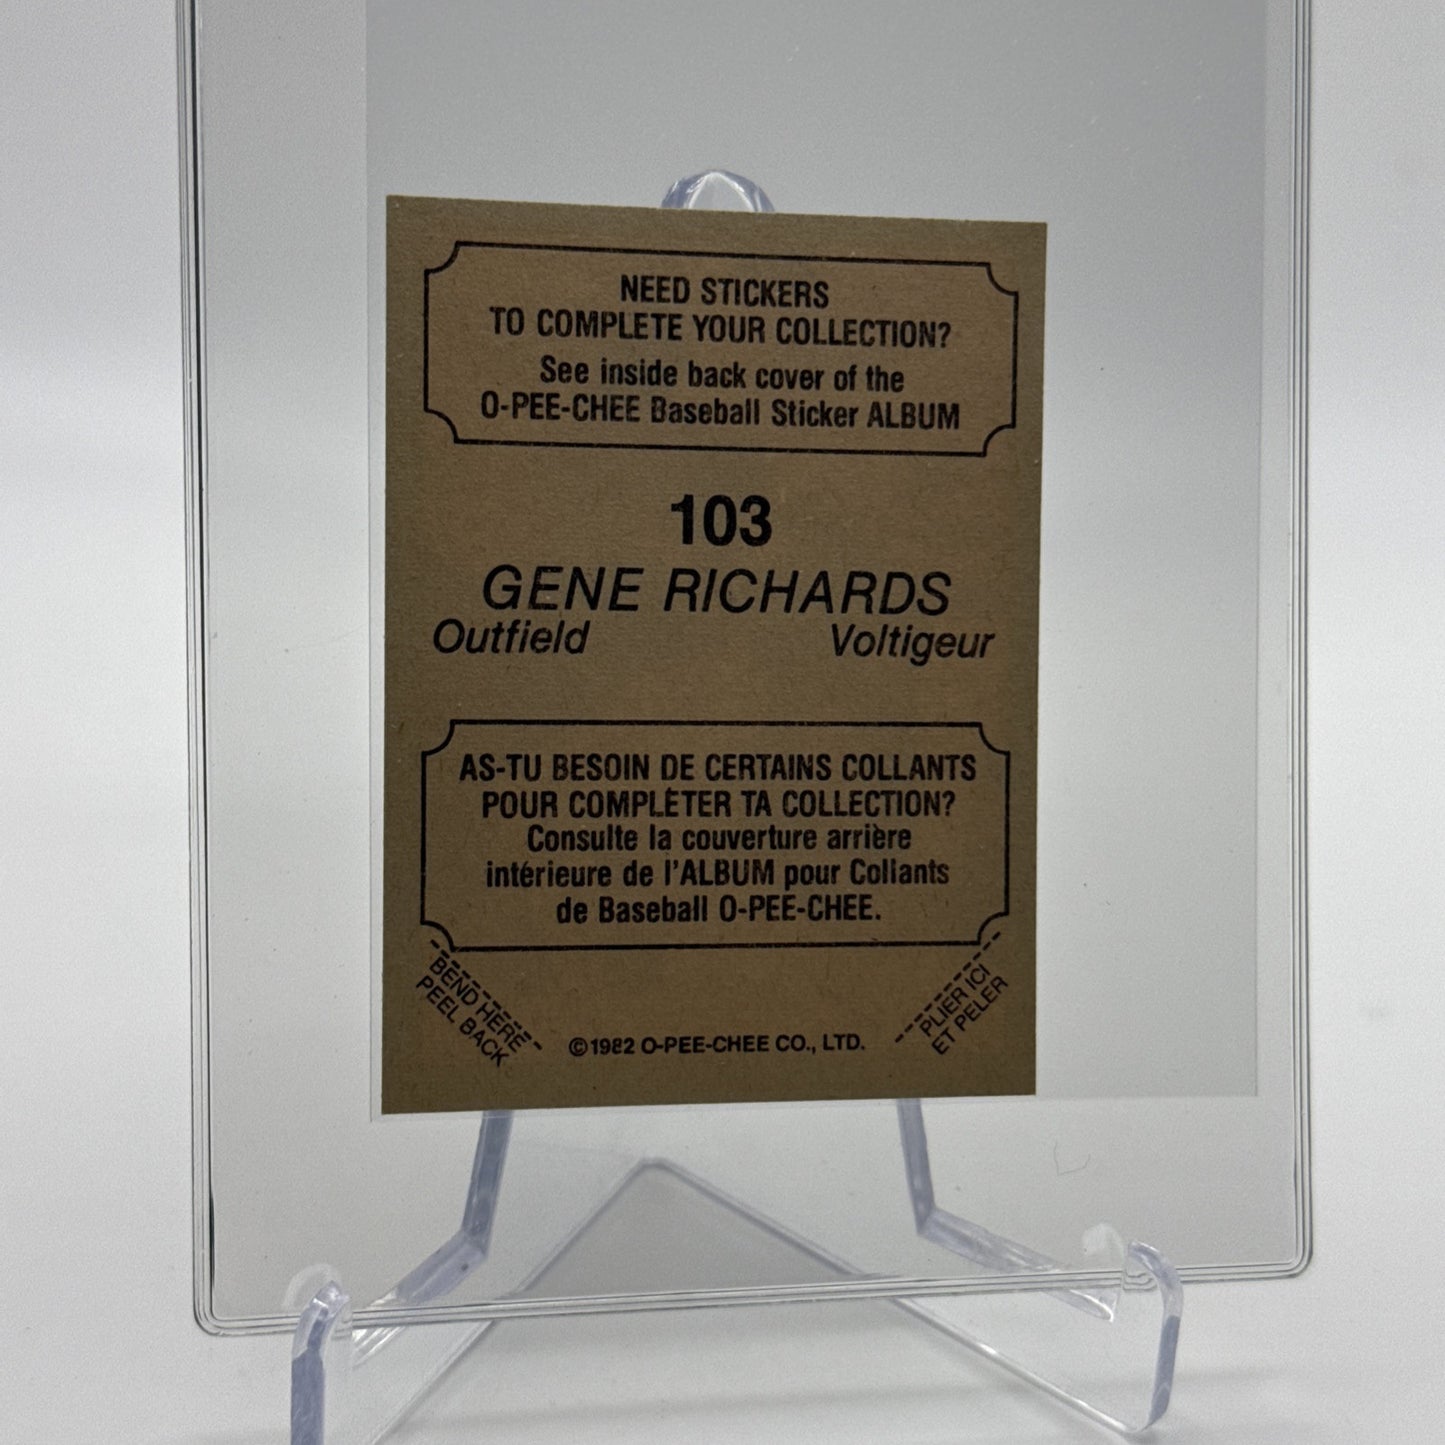 NEED STICKERS
TO COMPLETE YOUR COLLECTION?
See inside back cover of the
O-PEE-CHEE Baseball Sticker ALBUM
103
GENE RICHARDS
Outfield Voltigeur
AS-TU BESOIN DE CERTAINS COLLANTS
POUR COMPLÉTER TA COLLECTION?
Consulte la couverture arrière
intérieure de l'ALBUM pour Collants
de Baseball O-PEE-CHEE.
BEND HERE
PEEL BACK
©1982 O-PEE-CHEE CO., LTD.
PLIER ICI
ET PELER